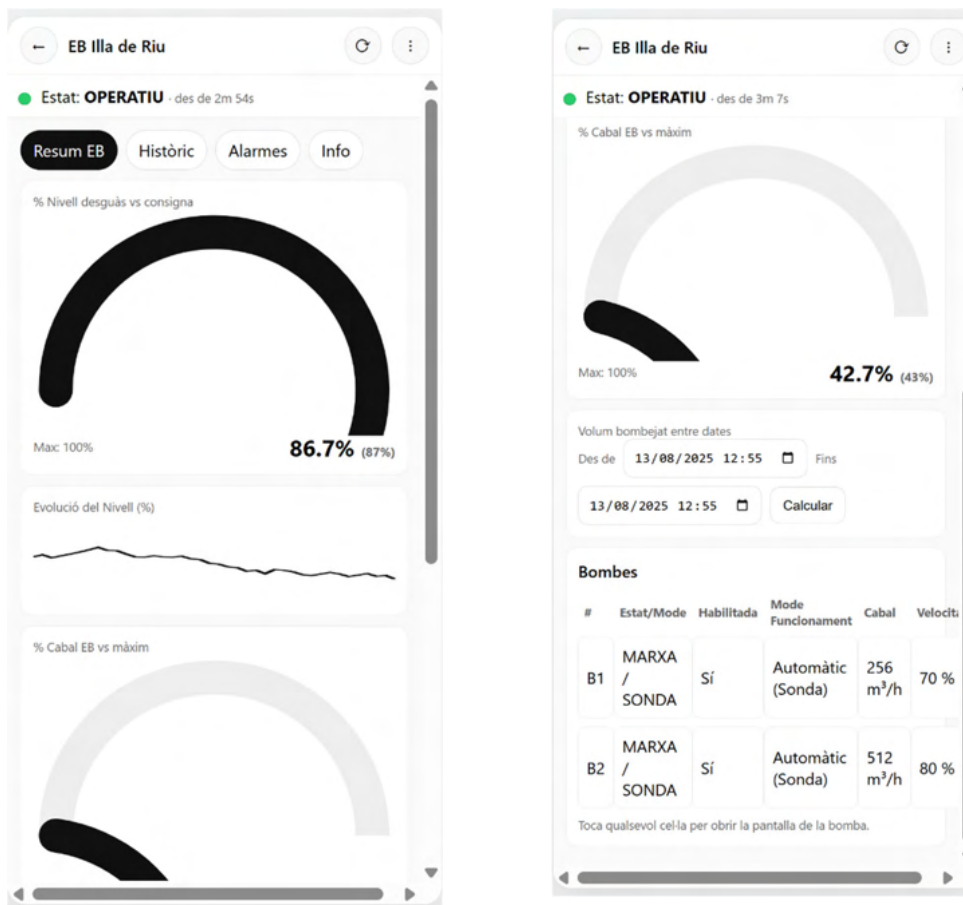 ← EB Illa de Riu
Estat: OPERATIU · des de 2m 54s
Resum EB Històric Alarmes Info
% Nivell desguàs vs consigna
Max: 100% 86.7% (87%)
Evolució del Nivell (%)
% Cabal EB vs màxim
← EB Illa de Riu
Estat: OPERATIU · des de 3m 7s
% Cabal EB vs màxim
Max: 100% 42.7% (43%)
Volum bombejat entre dates
Des de 13/08/2025 12:55 Fins
13/08/2025 12:55 Calcular
Bombes
# Estat/Mode Habilitada Mode Funcionament Cabal Velocit
B1 MARXA / SONDA Sí Automàtic (Sonda) 256 m³/h 70 %
B2 MARXA / SONDA Sí Automàtic (Sonda) 512 m³/h 80 %
Toca qualsevol cel·la per obrir la pantalla de la bomba.